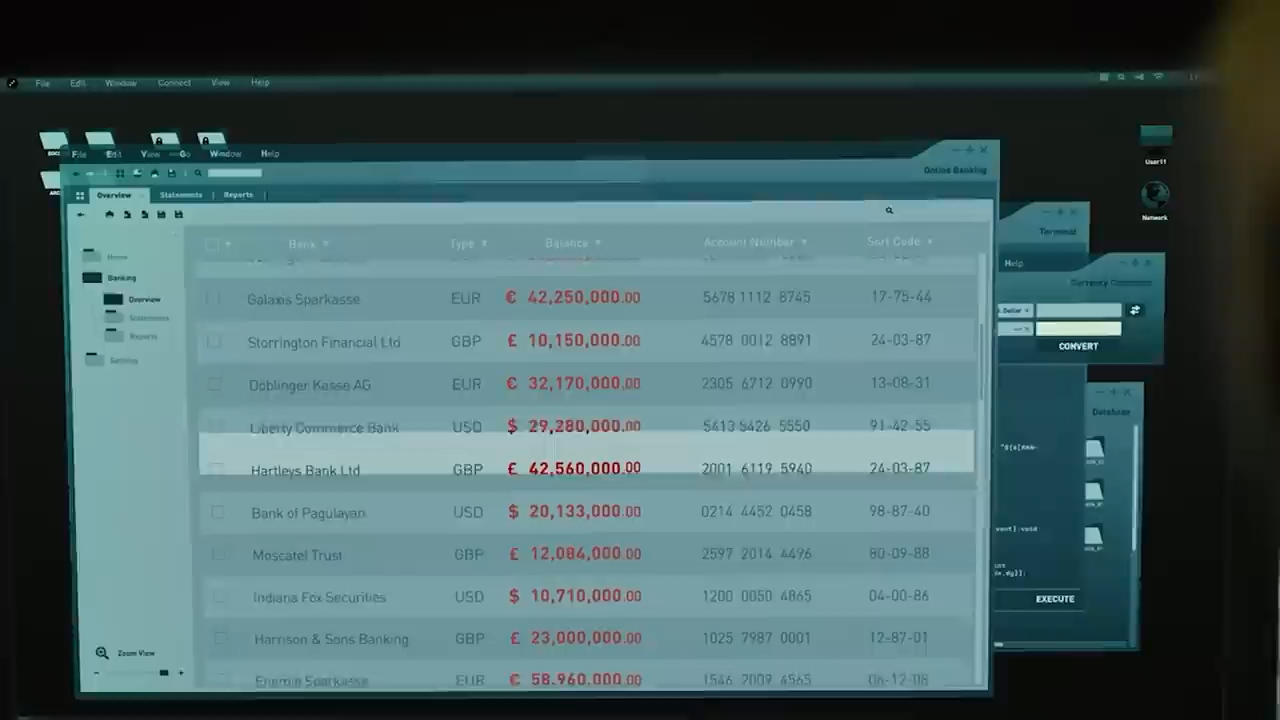 File Edit Window Connect View Help
File Edit View Go Window Help
Online Banking
User11
Overview Statements Reports
Network
Bank Type Balance Account Number Sort Code
Terminal
Home
Help
Banking
Galaxis Sparkasse EUR € 42,250,000.00 5678 1112 8745 17-75-44
Overview
Statements
Storrington Financial Ltd GBP £ 10,150,000.00 4578 0012 8891 24-03-87
Reports
CONVERT
Settings
Doblinger Kasse AG EUR € 32,170,000.00 2305 6712 0990 13-08-31
Database
Liberty Commerce Bank USD $ 29,280,000.00 5413 5426 5550 91-42-55
Hartleys Bank Ltd GBP £ 42,560,000.00 2001 6119 5940 24-03-87
Bank of Pagulayan USD $ 20,133,000.00 0214 4452 0458 98-87-40
Moscatel Trust GBP £ 12,084,000.00 2597 2014 4496 80-09-88
Indiana Fox Securities USD $ 10,710,000.00 1200 0050 4865 04-00-86
EXECUTE
Harrison & Sons Banking GBP £ 23,000,000.00 1025 7987 0001 12-87-01
Zoom View
EUR € 58,960,000.00 1546 2009 4565 06-12-08